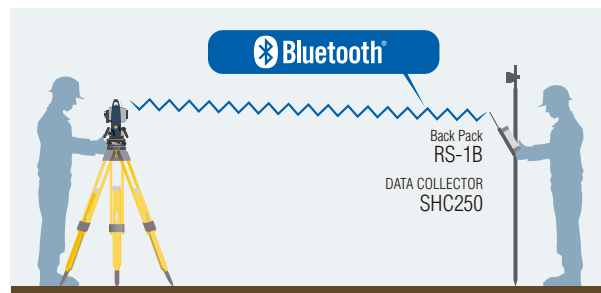 Bluetooth®
Back Pack
RS-1B
DATA COLLECTOR
SHC250